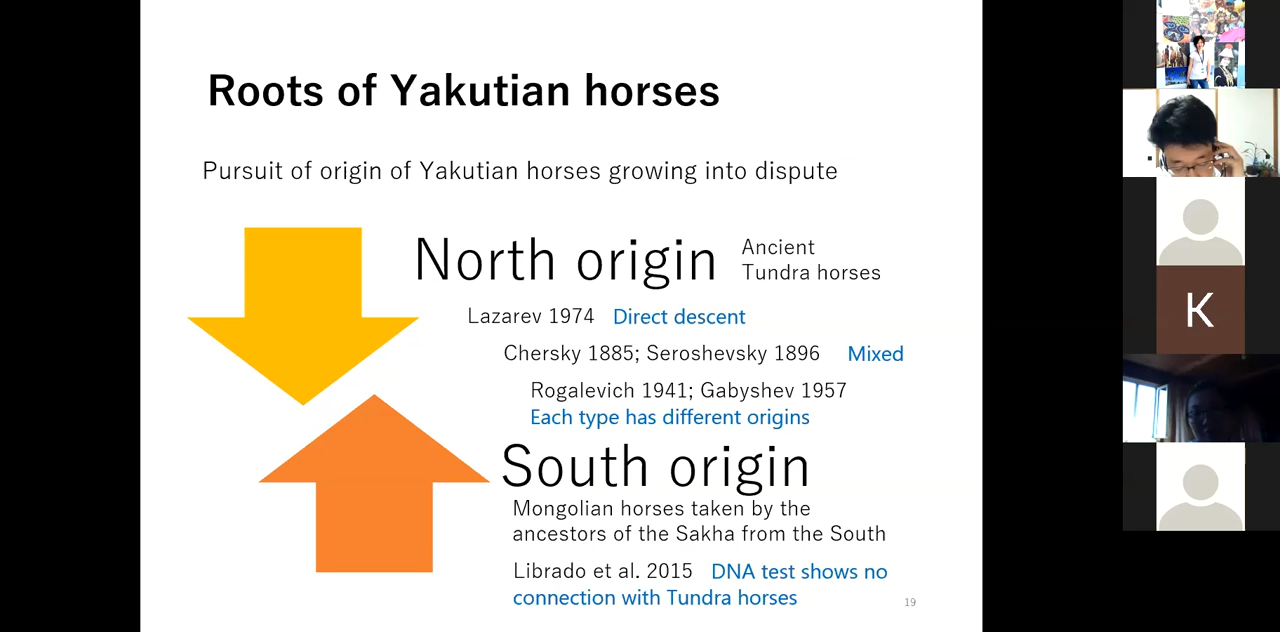 Roots of Yakutian horses
Pursuit of origin of Yakutian horses growing into dispute
North origin
Ancient
Tundra horses
Lazarev 1974 Direct descent
Chersky 1885; Seroshevsky 1896 Mixed
Rogalevich 1941; Gabyshev 1957
Each type has different origins
South origin
Mongolian horses taken by the
ancestors of the Sakha from the South
Librado et al. 2015 DNA test shows no
connection with Tundra horses
19
K